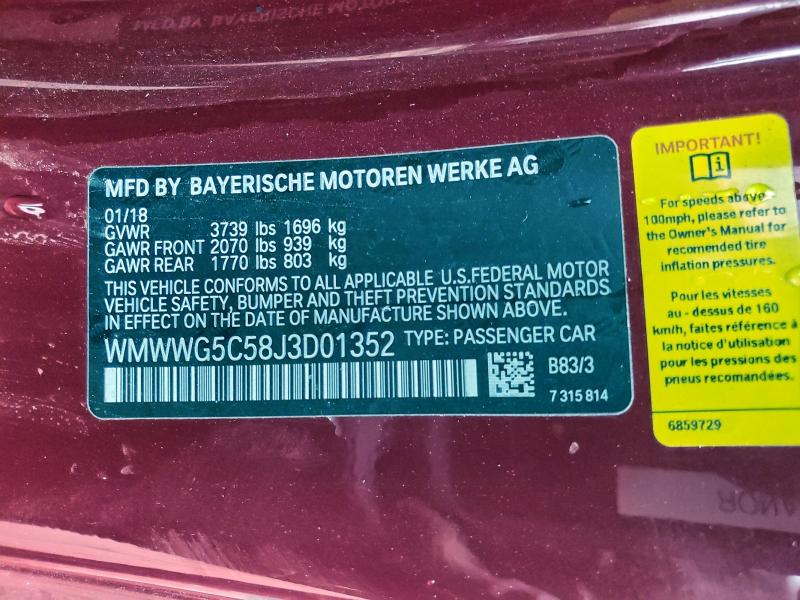 MFD BY BAYERISCHE MOTOREN WERKE AG
01/18
GVWR 3739 lbs 1696 kg
GAWR FRONT 2070 lbs 939 kg
GAWR REAR 1770 lbs 803 kg
THIS VEHICLE CONFORMS TO ALL APPLICABLE U.S.FEDERAL MOTOR
VEHICLE SAFETY, BUMPER AND THEFT PREVENTION STANDARDS
IN EFFECT ON THE DATE OF MANUFACTURE SHOWN ABOVE.
WMWWG5C58J3D01352 TYPE: PASSENGER CAR
B83/3
7 315 814
IMPORTANT!
i
For speeds above
100mph, please refer to
the Owner's Manual for
recomended tire
inflation pressures.
Pour les vitesses
au - dessus de 160
km/h, faites référence à
la notice d'utilisation
pour les pressions des
pneus recomandées.
6859729